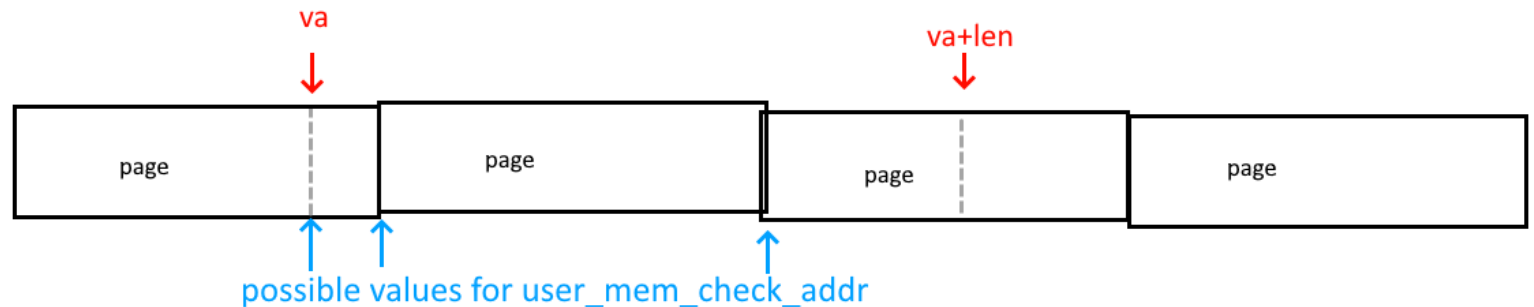 va
va+len
page
page
page
page
possible values for user_mem_check_addr